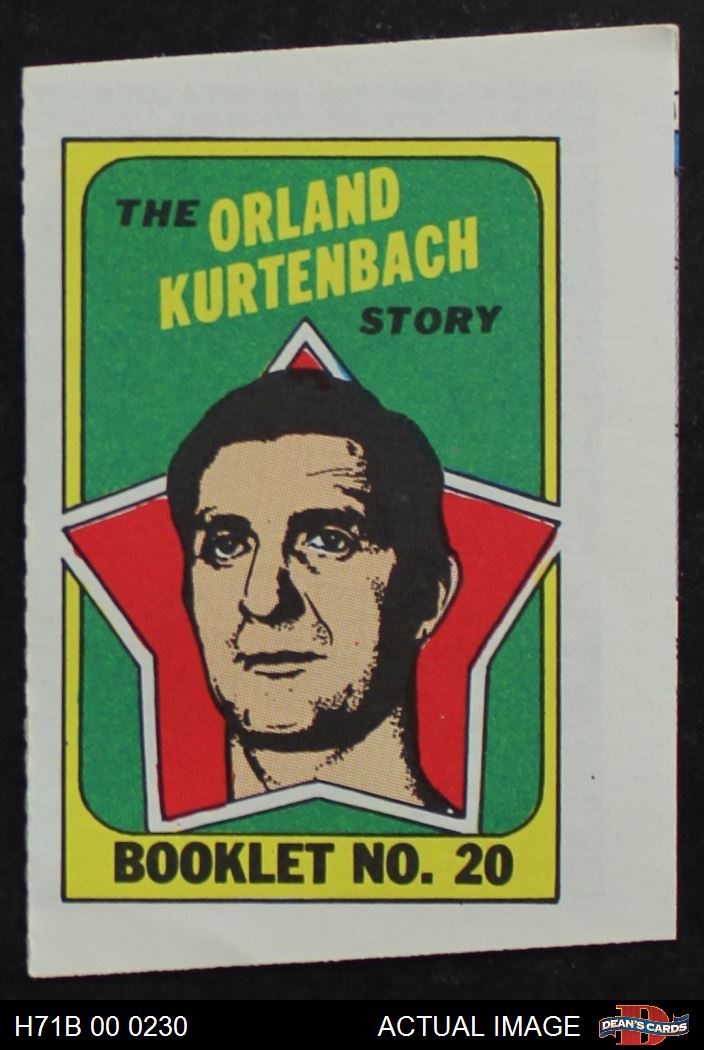 THE ORLAND
KURTENBACH
STORY
BOOKLET NO. 20
H71B 00 0230
ACTUAL IMAGE
D
DEAN'S CARDS